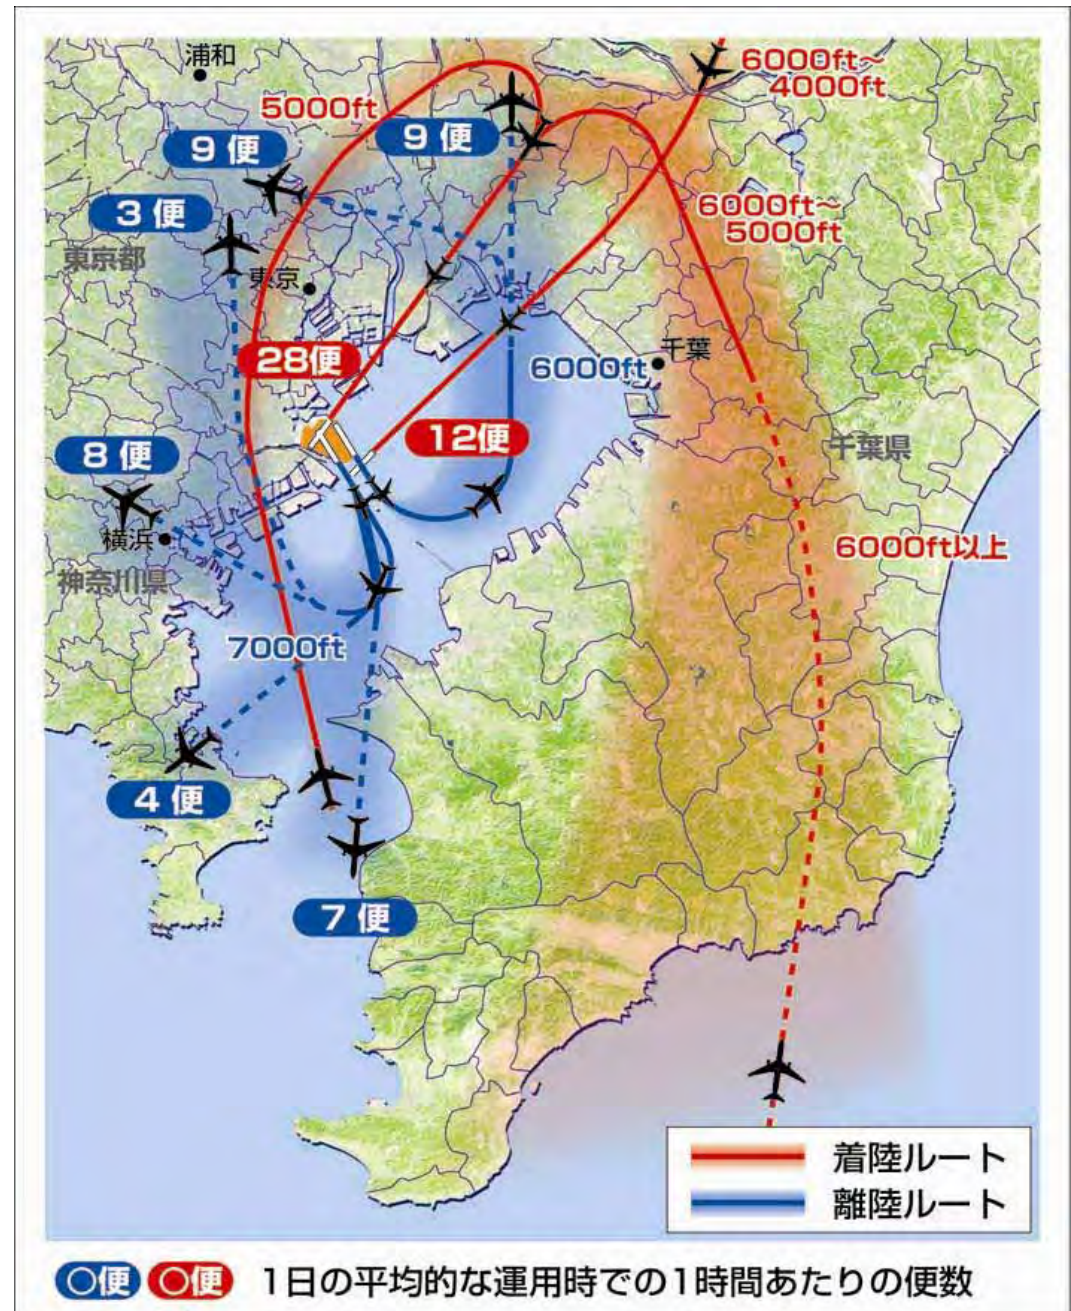 浦和
6000ft~
4000ft
5000ft
9便
9便
3便
6000ft~
5000ft
東京都
東京
28便
6000ft
千葉
12便
千葉県
8便
横浜
6000ft以上
神奈川県
7000ft
4便
7便
着陸ルート
離陸ルート
○便 ○便 1日の平均的な運用時での1時間あたりの便数